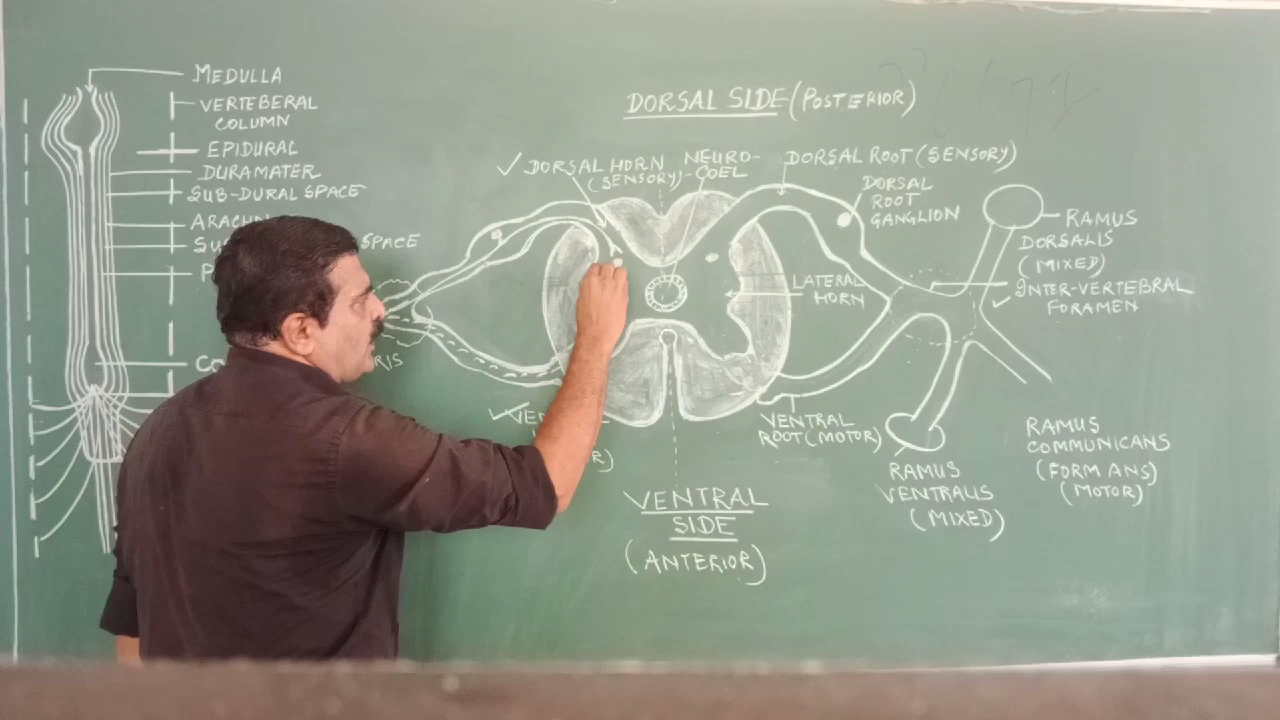 MEDULLA
VERTEBERAL
COLUMN
EPIDURAL
DURAMATER
SUB-DURAL SPACE
SPACE
DORSAL SIDE (POSTERIOR)
✓ DORSAL HORN
(SENSORY)
NEURO-
-COEL
DORSAL ROOT (SENSORY)
DORSAL
ROOT
GANGLION
RAMUS
DORSALIS
(MIXED)
INTER-VERTEBRAL
✓ FORAMEN
LATERAL
HORN
VENTRAL
ROOT (MOTOR)
RAMUS
VENTRALIS
(MIXED)
RAMUS
COMMUNICANS
(FORM ANS)
(MOTOR)
VENTRAL
SIDE
(ANTERIOR)